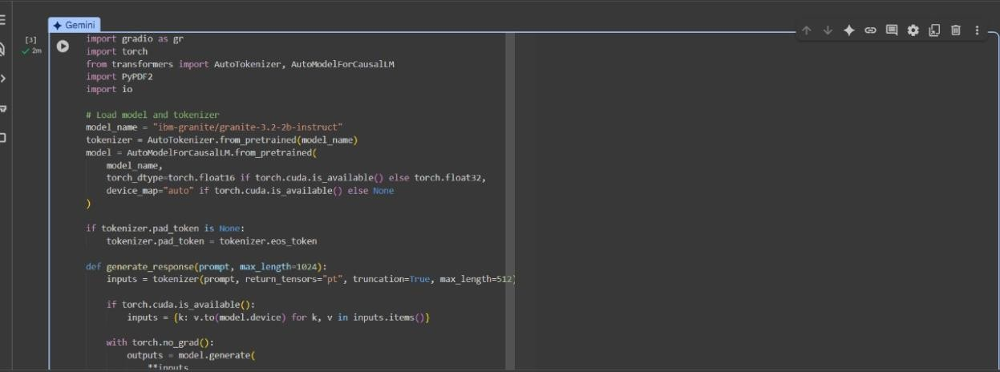 Gemini
[3]
2m
import gradio as gr
import torch
from transformers import AutoTokenizer, AutoModelForCausalLM
import PyPDF2
import io
# Load model and tokenizer
model_name = "ibm-granite/granite-3.2-2b-instruct"
tokenizer = AutoTokenizer.from_pretrained(model_name)
model = AutoModelForCausalLM.from_pretrained(
    model_name,
    torch_dtype=torch.float16 if torch.cuda.is_available() else torch.float32,
    device_map="auto" if torch.cuda.is_available() else None
)
if tokenizer.pad_token is None:
    tokenizer.pad_token = tokenizer.eos_token
def generate_response(prompt, max_length=1024):
    inputs = tokenizer(prompt, return_tensors="pt", truncation=True, max_length=512)
    if torch.cuda.is_available():
        inputs = {k: v.to(model.device) for k, v in inputs.items()}
    with torch.no_grad():
        outputs = model.generate(
            **inputs